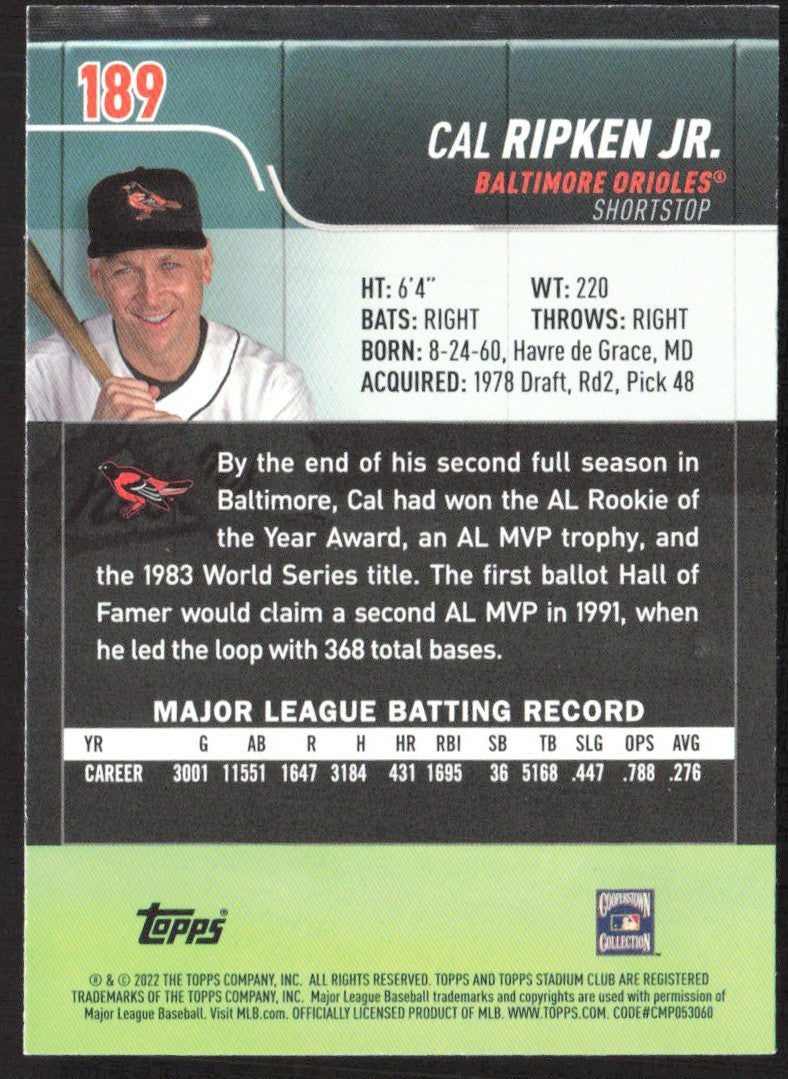 189
CAL RIPKEN JR.
BALTIMORE ORIOLES®
SHORTSTOP
HT: 6'4" WT: 220
BATS: RIGHT THROWS: RIGHT
BORN: 8-24-60, Havre de Grace, MD
ACQUIRED: 1978 Draft, Rd2, Pick 48
By the end of his second full season in
Baltimore, Cal had won the AL Rookie of
the Year Award, an AL MVP trophy, and
the 1983 World Series title. The first ballot Hall of
Famer would claim a second AL MVP in 1991, when
he led the loop with 368 total bases.
MAJOR LEAGUE BATTING RECORD
YR G AB R H HR RBI SB TB SLG OPS AVG
CAREER 3001 11551 1647 3184 431 1695 36 5168 .447 .788 .276
TOPPS®
COOPERSTOWN
COLLECTION™
® & © 2022 THE TOPPS COMPANY, INC. ALL RIGHTS RESERVED. TOPPS AND TOPPS STADIUM CLUB ARE REGISTERED
TRADEMARKS OF THE TOPPS COMPANY, INC. Major League Baseball trademarks and copyrights are used with permission of
Major League Baseball. Visit MLB.com. OFFICIALLY LICENSED PRODUCT OF MLB. WWW.TOPPS.COM. CODE#CMP053060